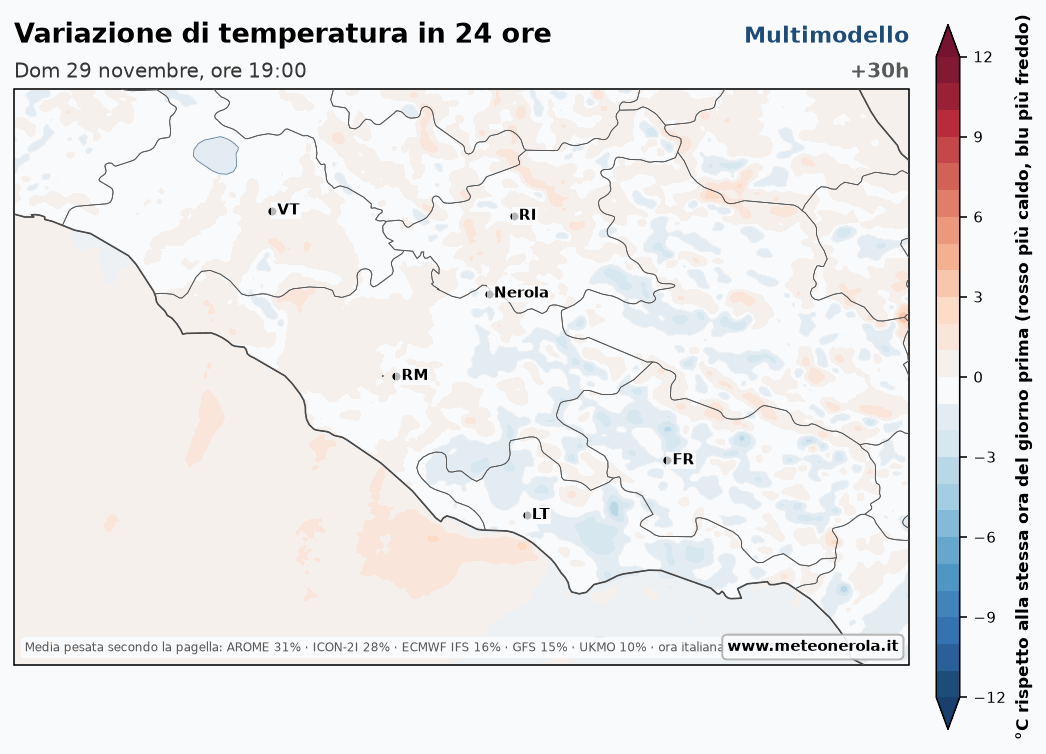 Variazione di temperatura in 24 ore
Multimodello
Dom 29 novembre, ore 19:00
+30h
VT
RI
Nerola
RM
FR
LT
Media pesata secondo la pagella: AROME 31% · ICON-2I 28% · ECMWF IFS 16% · GFS 15% · UKMO 10% · ora italiana
www.meteonerola.it
12
9
6
3
0
−3
−6
−9
−12
°C rispetto alla stessa ora del giorno prima (rosso più caldo, blu più freddo)